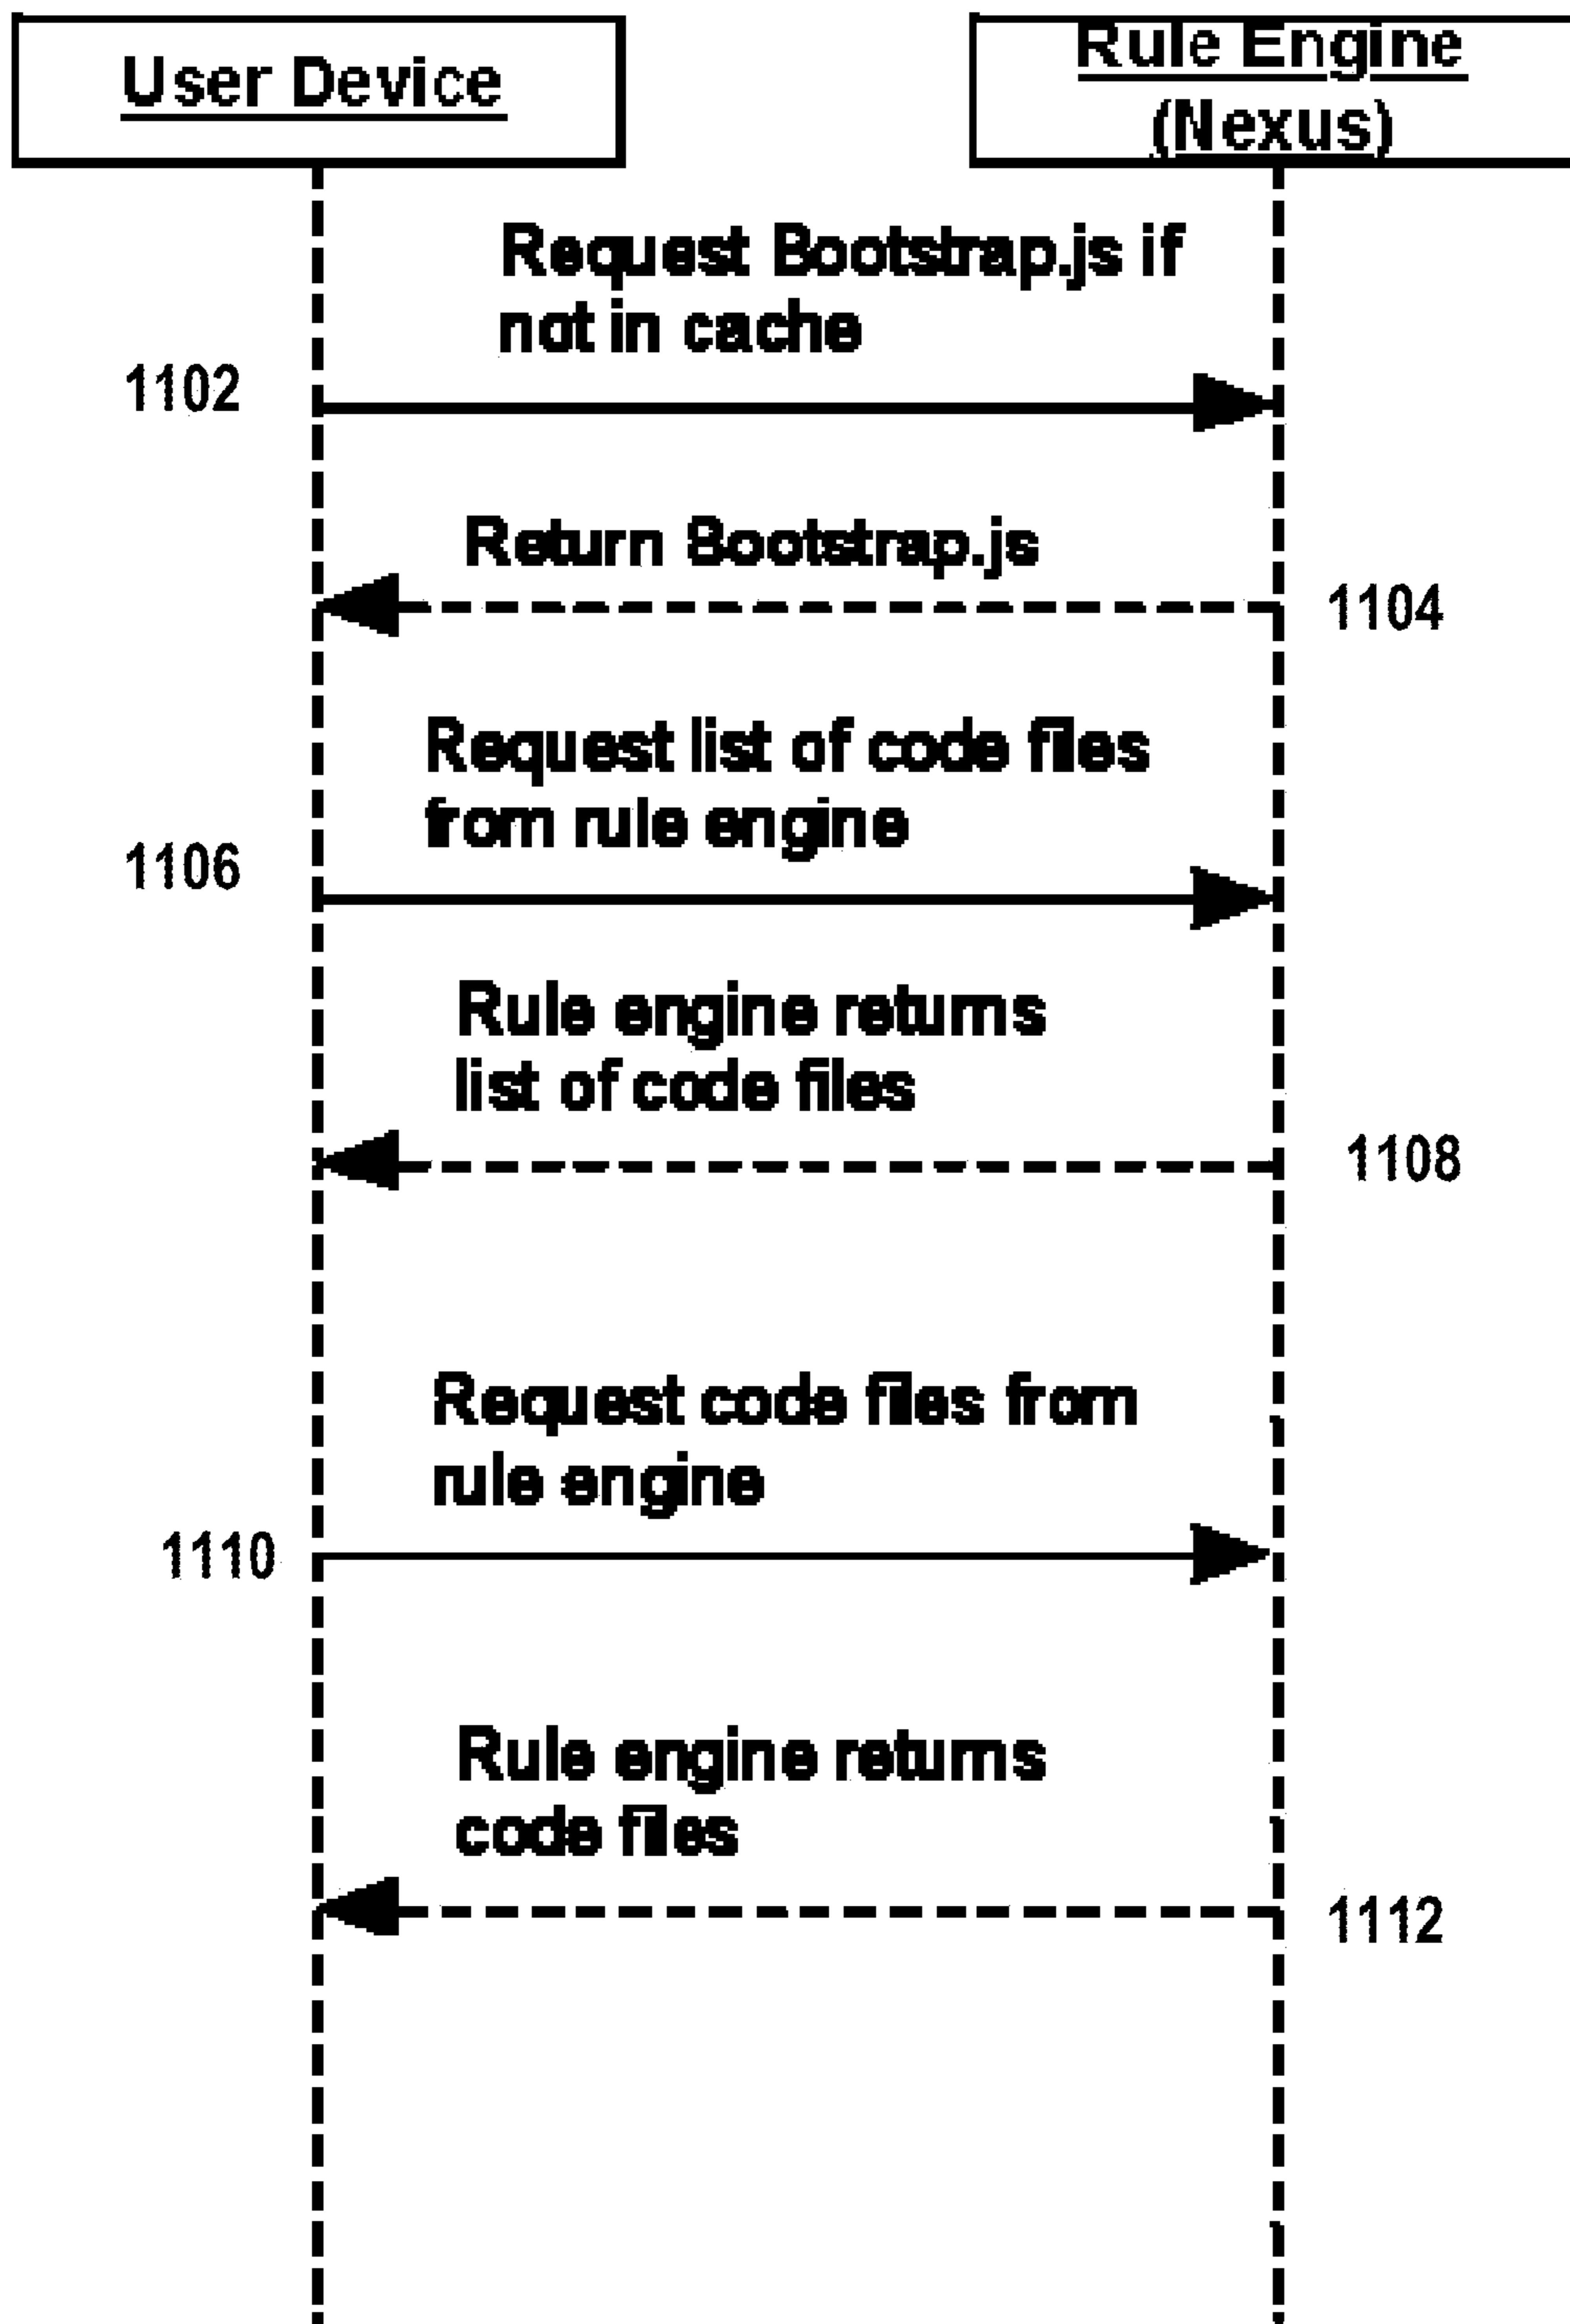 User Device
Rule Engine
(Nexus)
Request Bootstrap.js if
not in cache
1102
Return Bootstrap.js
1104
Request list of code files
from rule engine
1106
Rule engine returns
list of code files
1108
Request code files from
rule engine
1110
Rule engine returns
code files
1112